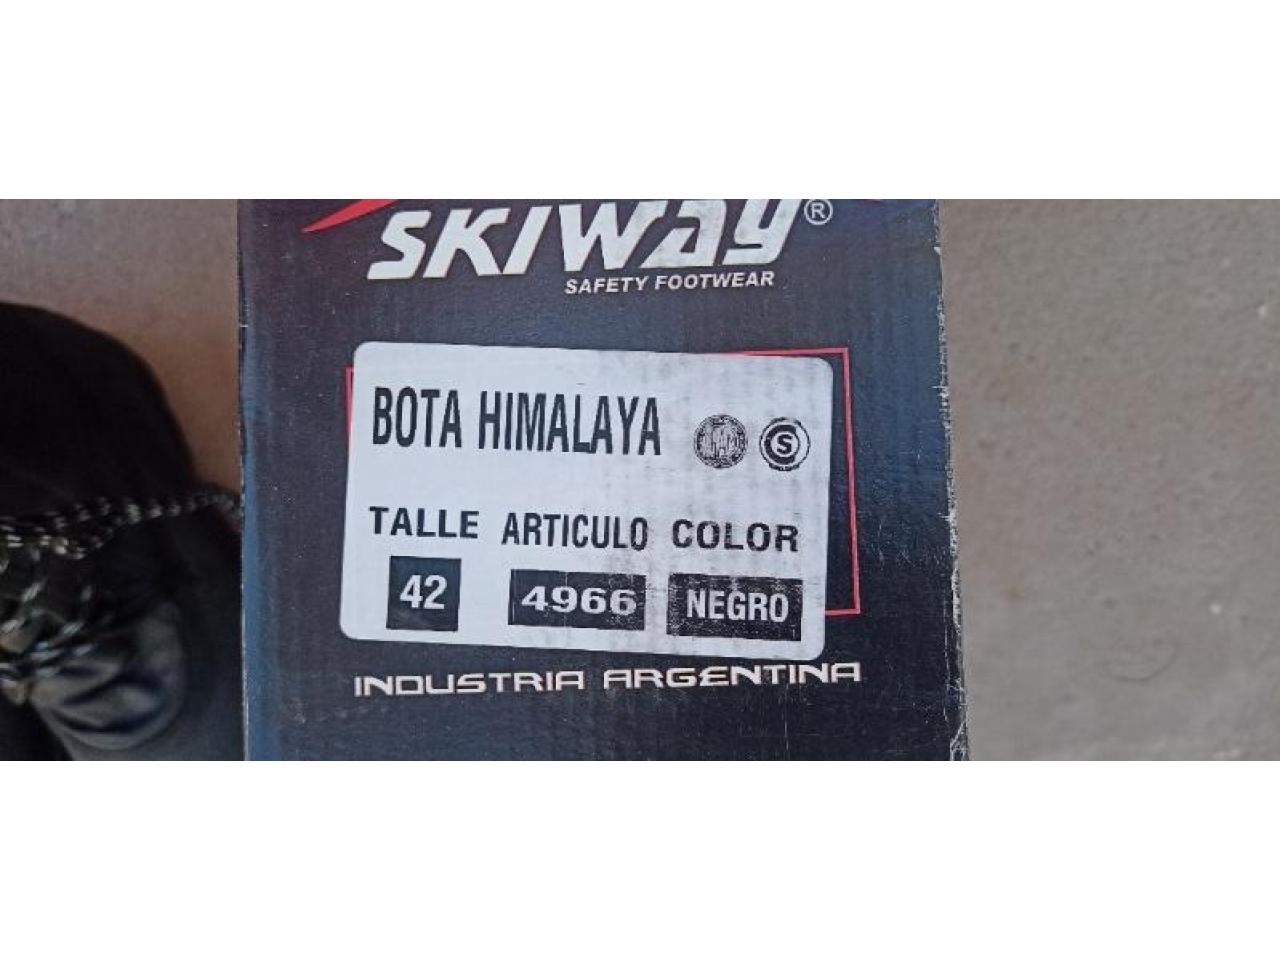 SKIWAY®
SAFETY FOOTWEAR
BOTA HIMALAYA
S
TALLE ARTICULO COLOR
42 4966 NEGRO
INDUSTRIA ARGENTINA